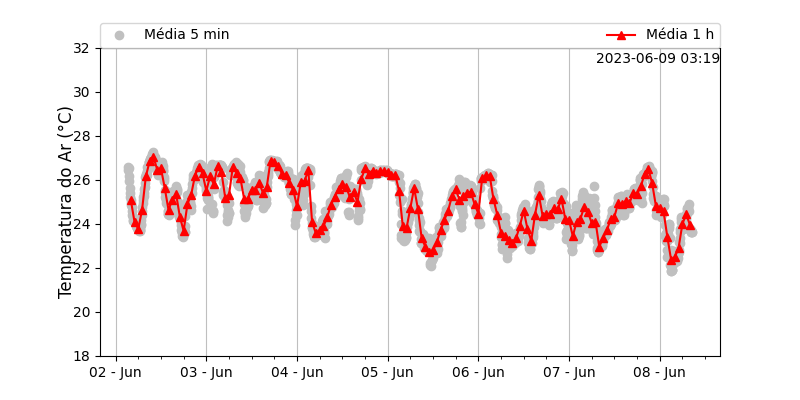 Média 5 min
Média 1 h
2023-06-09 03:19
Temperatura do Ar (°C)
32
30
28
26
24
22
20
18
02 - Jun
03 - Jun
04 - Jun
05 - Jun
06 - Jun
07 - Jun
08 - Jun